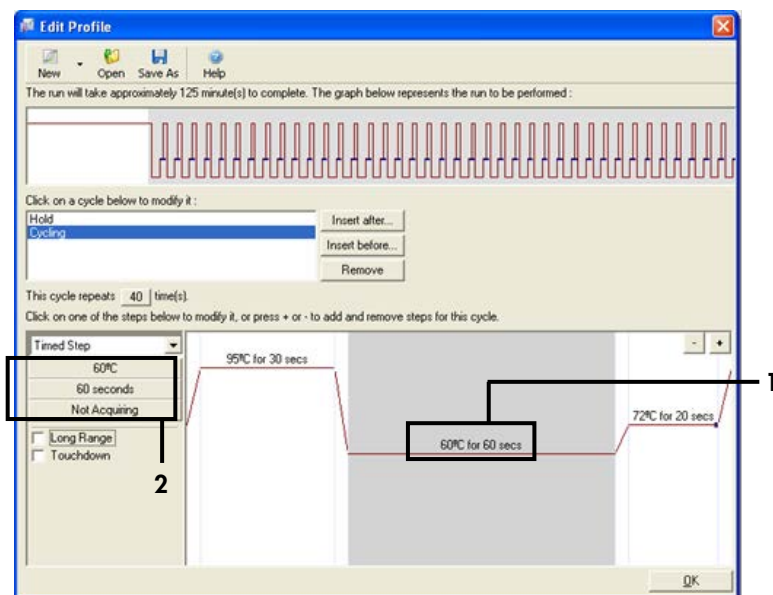 Edit Profile
New Open Save As Help
The run will take approximately 125 minute(s) to complete. The graph below represents the run to be performed :
Click on a cycle below to modify it :
Hold
Cycling
Insert after...
Insert before...
Remove
This cycle repeats 40 time(s).
Click on one of the steps below to modify it, or press + or - to add and remove steps for this cycle.
Timed Step
- +
60ºC
60 seconds
Not Acquiring
Long Range
Touchdown
95ºC for 30 secs
60ºC for 60 secs
72ºC for 20 secs
1
2
OK